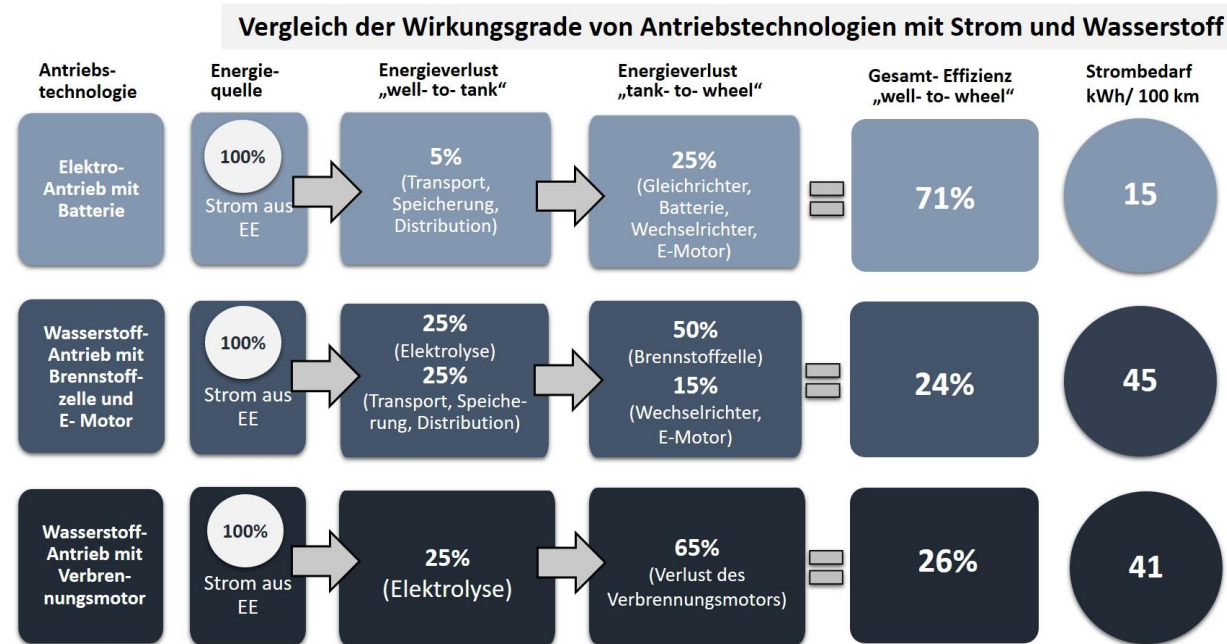 Vergleich der Wirkungsgrade von Antriebstechnologien mit Strom und Wasserstoff
Antriebs-
technologie
Energie-
quelle
Energieverlust
„well- to- tank"
Energieverlust
„tank- to- wheel"
Gesamt- Effizienz
„well- to- wheel"
Strombedarf
kWh/ 100 km
Elektro-
Antrieb mit
Batterie
100%
Strom aus
EE
5%
(Transport,
Speicherung,
Distribution)
25%
(Gleichrichter,
Batterie,
Wechselrichter,
E-Motor)
71%
15
Wasserstoff-
Antrieb mit
Brennstoff-
zelle und
E- Motor
100%
Strom aus
EE
25%
(Elektrolyse)
25%
(Transport, Speiche-
rung, Distribution)
50%
(Brennstoffzelle)
15%
(Wechselrichter,
E-Motor)
24%
45
Wasserstoff-
Antrieb mit
Verbren-
nungsmotor
100%
Strom aus
EE
25%
(Elektrolyse)
65%
(Verlust des
Verbrennungsmotors)
26%
41